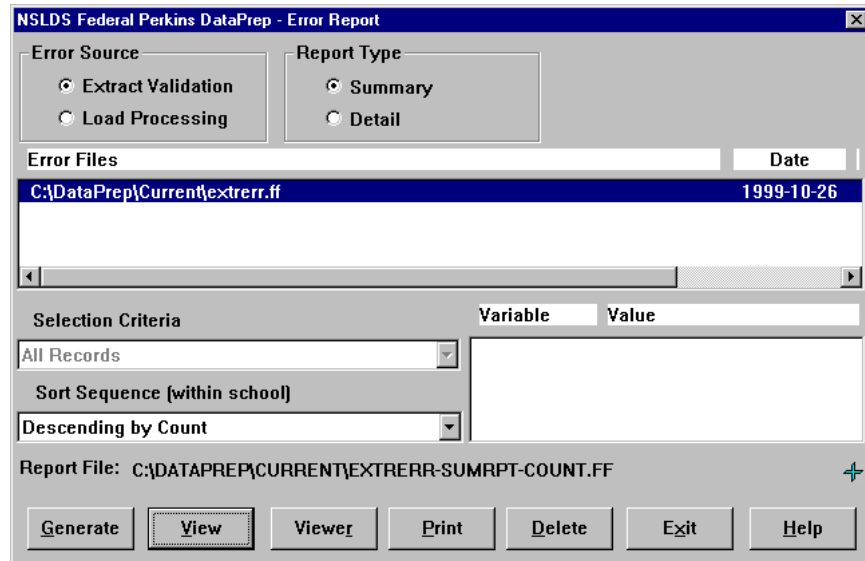 NSLDS Federal Perkins DataPrep - Error Report
Error Source
Extract Validation
Load Processing
Report Type
Summary
Detail
Error Files Date
C:\DataPrep\Current\extrerr.ff 1999-10-26
Selection Criteria
All Records
Sort Sequence (within school)
Descending by Count
Variable Value
Report File: C:\DATAPREP\CURRENT\EXTRERR-SUMRPT-COUNT.FF
Generate View Viewer Print Delete Exit Help